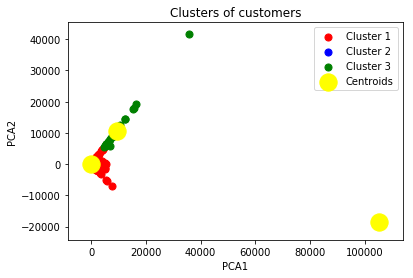 Clusters of customers
Cluster 1
Cluster 2
Cluster 3
Centroids
PCA2
40000
30000
20000
10000
0
−10000
−20000
0
20000
40000
60000
80000
100000
PCA1